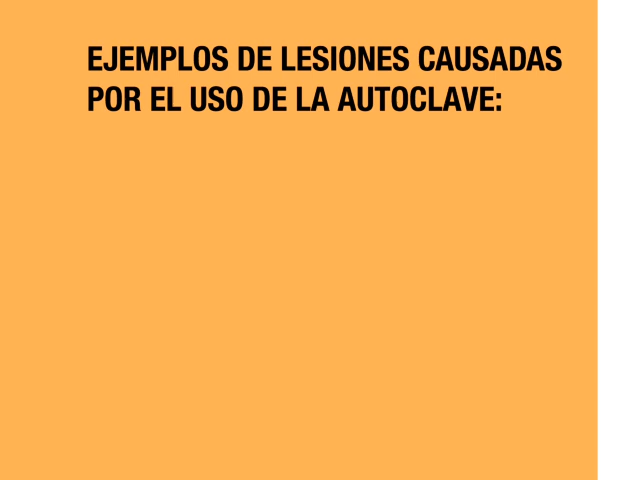 EJEMPLOS DE LESIONES CAUSADAS
POR EL USO DE LA AUTOCLAVE: